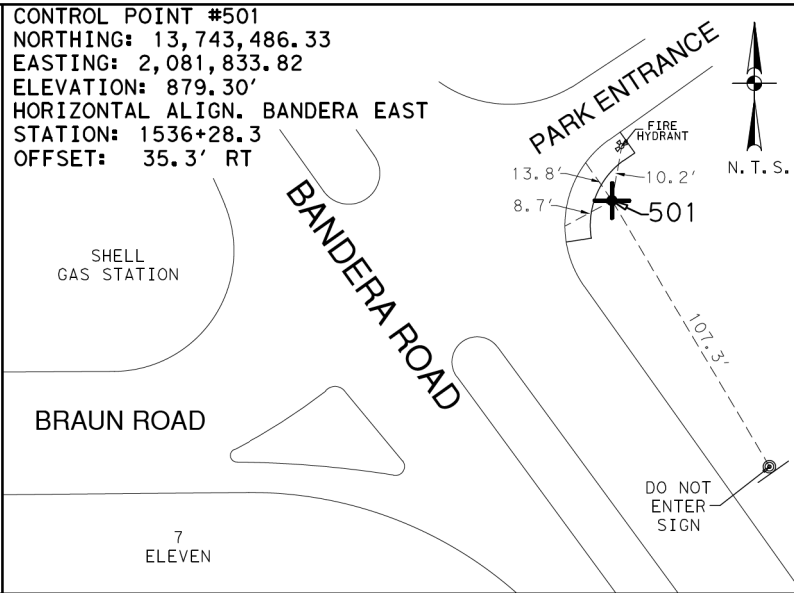 CONTROL POINT #501
NORTHING: 13,743,486.33
EASTING: 2,081,833.82
ELEVATION: 879.30'
HORIZONTAL ALIGN. BANDERA EAST
STATION: 1536+28.3
OFFSET: 35.3' RT
PARK ENTRANCE
FIRE
HYDRANT
N.T.S.
13.8'
10.2'
8.7'
501
BANDERA ROAD
SHELL
GAS STATION
107.3'
BRAUN ROAD
DO NOT
ENTER
SIGN
7
ELEVEN